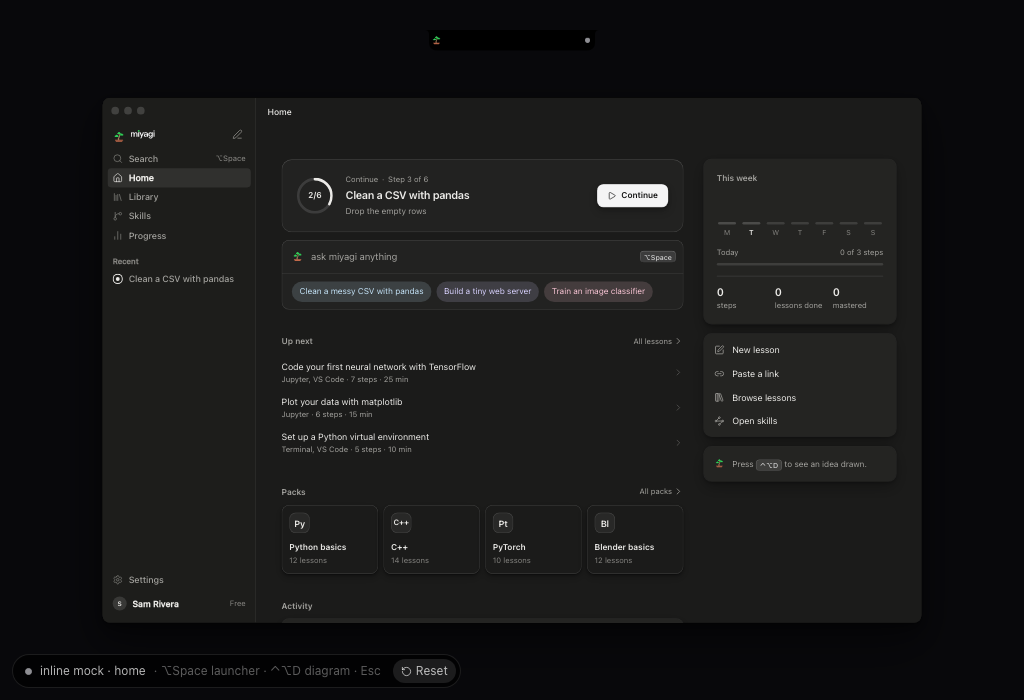 Home
miyagi
Search ⌥Space
Home
Library
Skills
Progress
Recent
Clean a CSV with pandas
Settings
S Sam Rivera Free
2/6
Continue · Step 3 of 6
Clean a CSV with pandas
Drop the empty rows
Continue
ask miyagi anything ⌥Space
Clean a messy CSV with pandas Build a tiny web server Train an image classifier
Up next All lessons
Code your first neural network with TensorFlow
Jupyter, VS Code · 7 steps · 25 min
Plot your data with matplotlib
Jupyter · 6 steps · 15 min
Set up a Python virtual environment
Terminal, VS Code · 5 steps · 10 min
Packs All packs
Py C++ Pt Bl
Python basics C++ PyTorch Blender basics
12 lessons 14 lessons 10 lessons 12 lessons
Activity
This week
M T W T F S S
Today 0 of 3 steps
0 0 0
steps lessons done mastered
New lesson
Paste a link
Browse lessons
Open skills
Press ^⌥D to see an idea drawn.
inline mock · home · ⌥Space launcher · ^⌥D diagram · Esc Reset